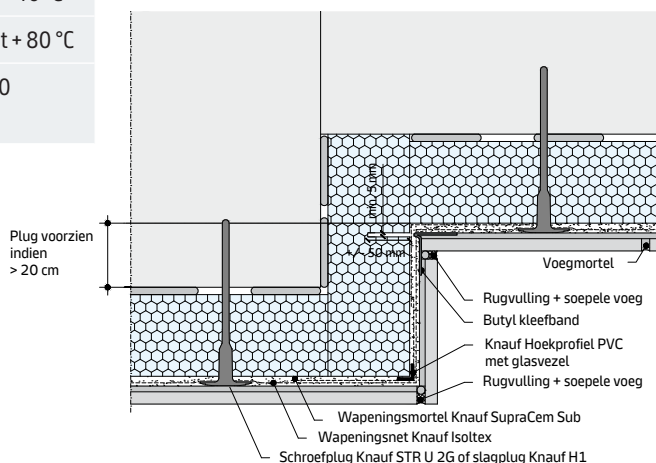 t + 80 °C
0
min. 5 mm
+/- 50 mm
Plug voorzien
indien
> 20 cm
Voegmortel
Rugvulling + soepele voeg
Butyl kleefband
Knauf Hoekprofiel PVC
met glasvezel
Rugvulling + soepele voeg
Wapeningsmortel Knauf SupraCem Sub
Wapeningsnet Knauf Isoltex
Schroefplug Knauf STR U 2G of slagplug Knauf H1